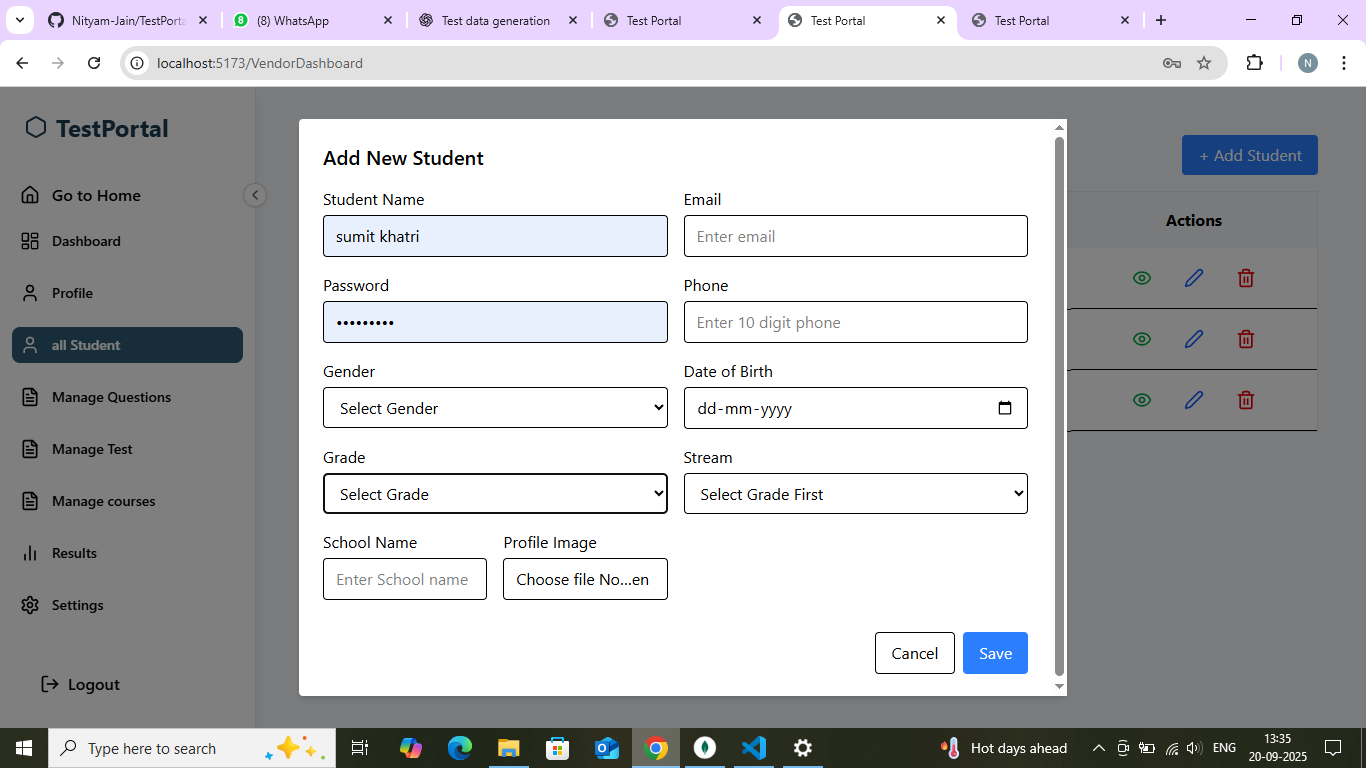 Nityam-Jain/TestPorta
(8) WhatsApp
Test data generation
Test Portal
Test Portal
Test Portal
localhost:5173/VendorDashboard
N
TestPortal
Go to Home
Dashboard
Profile
all Student
Manage Questions
Manage Test
Manage courses
Results
Settings
Logout
+ Add Student
Actions
Add New Student
Student Name
Email
sumit khatri
Enter email
Password
Phone
•••••••••
Enter 10 digit phone
Gender
Date of Birth
Select Gender
dd-mm-yyyy
Grade
Stream
Select Grade
Select Grade First
School Name
Profile Image
Enter School name
Choose file No...en
Cancel
Save
Type here to search
Hot days ahead
ENG
13:35
20-09-2025